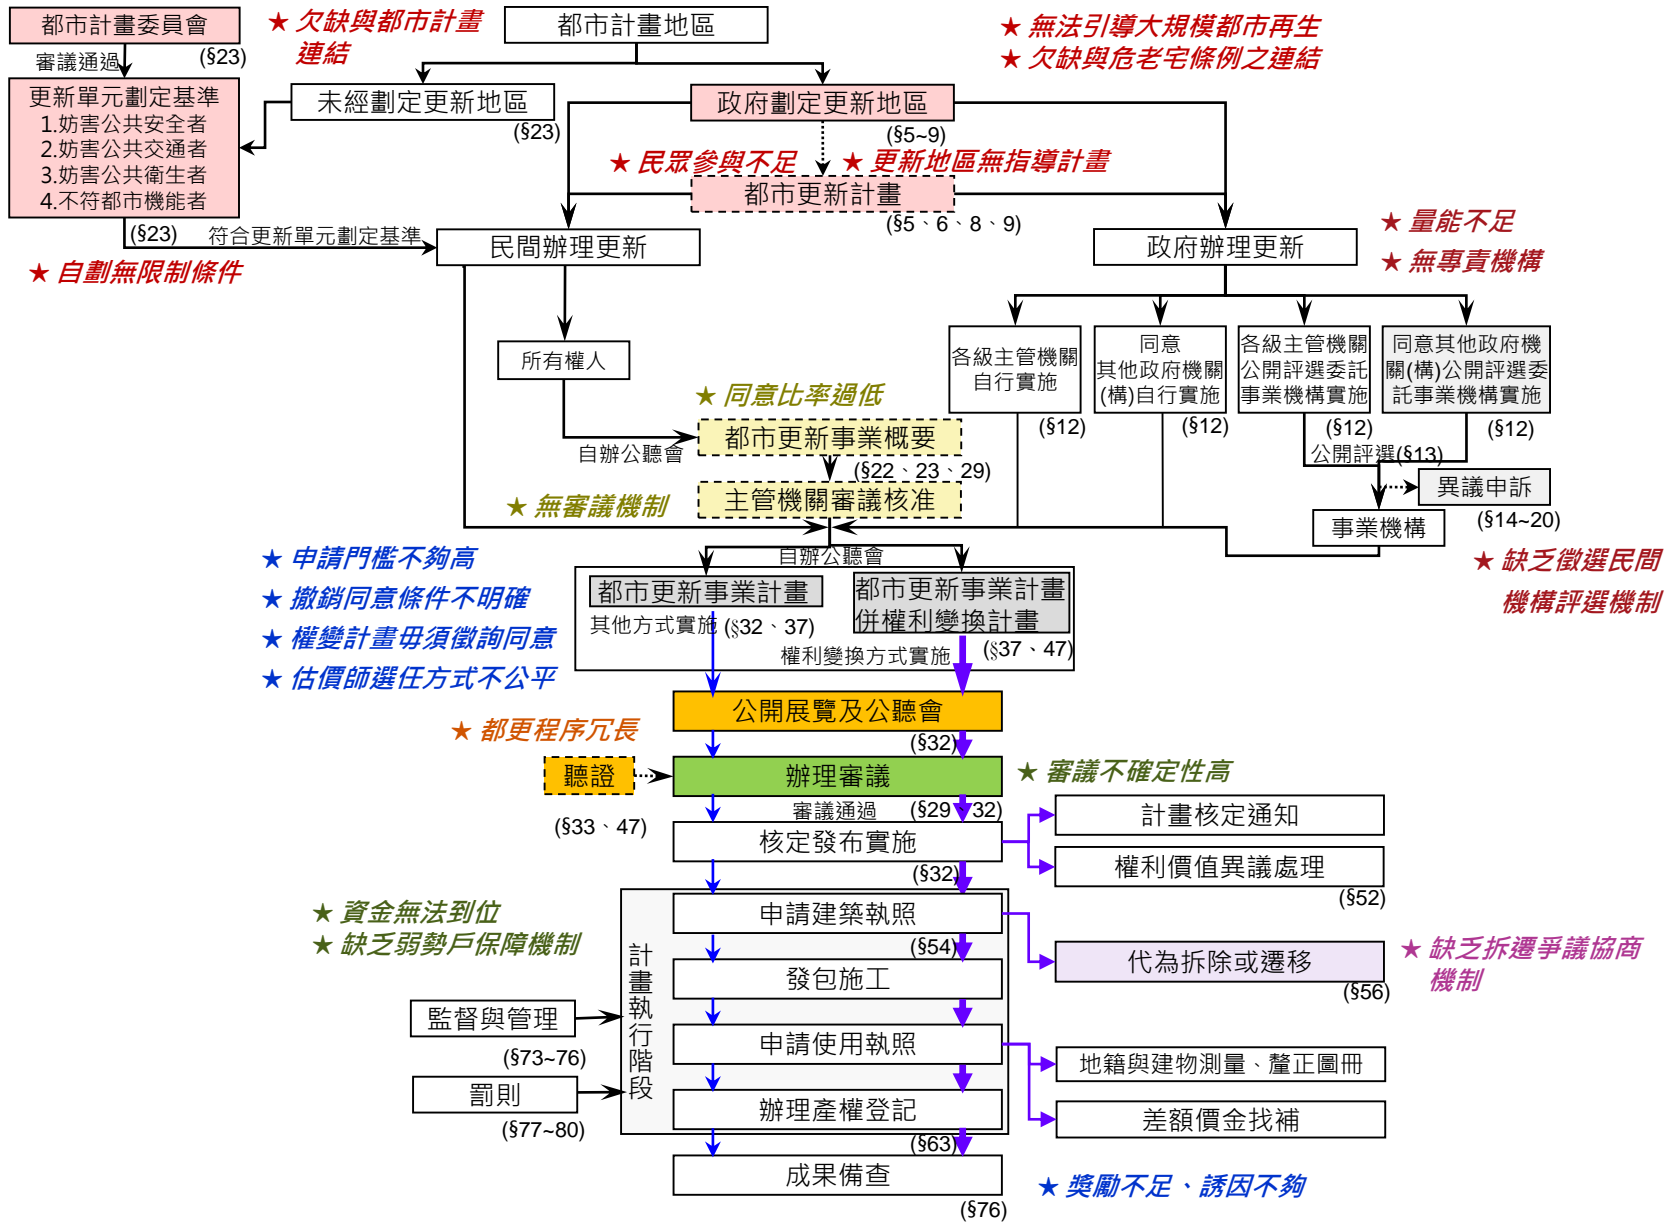 都市計畫委員會
(§23)
審議通過
★ 欠缺與都市計畫
連結
都市計畫地區
★ 無法引導大規模都市再生
★ 欠缺與危老宅條例之連結
更新單元劃定基準
1.妨害公共安全者
2.妨害公共交通者
3.妨害公共衛生者
4.不符都市機能者
未經劃定更新地區
(§23)
政府劃定更新地區
(§5~9)
★ 民眾參與不足
★ 更新地區無指導計畫
都市更新計畫
(§5、6、8、9)
(§23)
符合更新單元劃定基準
★ 自劃無限制條件
民間辦理更新
政府辦理更新
★ 量能不足
★ 無專責機構
所有權人
各級主管機關
自行實施
(§12)
同意
其他政府機關
(構)自行實施
(§12)
各級主管機關
公開評選委託
事業機構實施
(§12)
同意其他政府機
關(構)公開評選委
託事業機構實施
(§12)
★ 同意比率過低
自辦公聽會
都市更新事業概要
(§22、23、29)
公開評選(§13)
主管機關審議核准
★ 無審議機制
異議申訴
(§14~20)
事業機構
★ 缺乏徵選民間
機構評選機制
自辦公聽會
★ 申請門檻不夠高
★ 撤銷同意條件不明確
★ 權變計畫毋須徵詢同意
★ 估價師選任方式不公平
都市更新事業計畫
其他方式實施 (§32、37)
都市更新事業計畫
併權利變換計畫
權利變換方式實施
(§37、47)
公開展覽及公聽會
(§32)
★ 都更程序冗長
聽證
(§33、47)
辦理審議
★ 審議不確定性高
審議通過
(§29、32)
核定發布實施
(§32)
計畫核定通知
權利價值異議處理
(§52)
★ 資金無法到位
★ 缺乏弱勢戶保障機制
計畫執行階段
申請建築執照
(§54)
代為拆除或遷移
(§56)
★ 缺乏拆遷爭議協商
機制
發包施工
監督與管理
(§73~76)
申請使用執照
地籍與建物測量、釐正圖冊
罰則
(§77~80)
辦理產權登記
(§63)
差額價金找補
成果備查
(§76)
★ 獎勵不足、誘因不夠